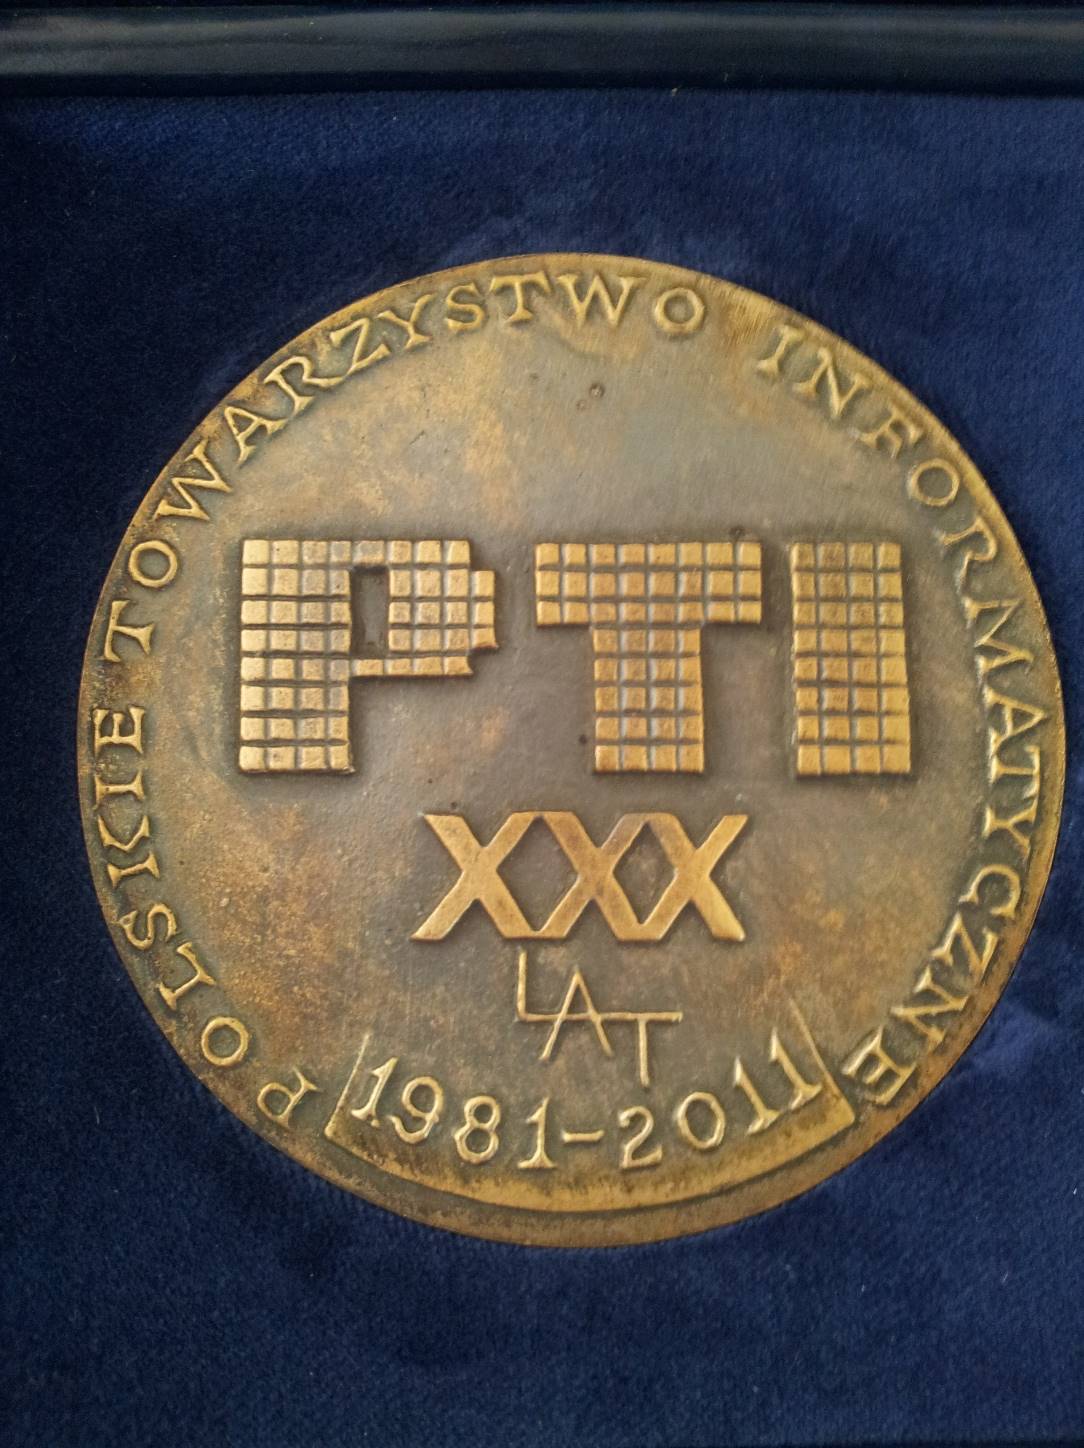 POLSKIE TOWARZYSTWO INFORMATYCZNE
PTI
XXX
LAT
1981-2011